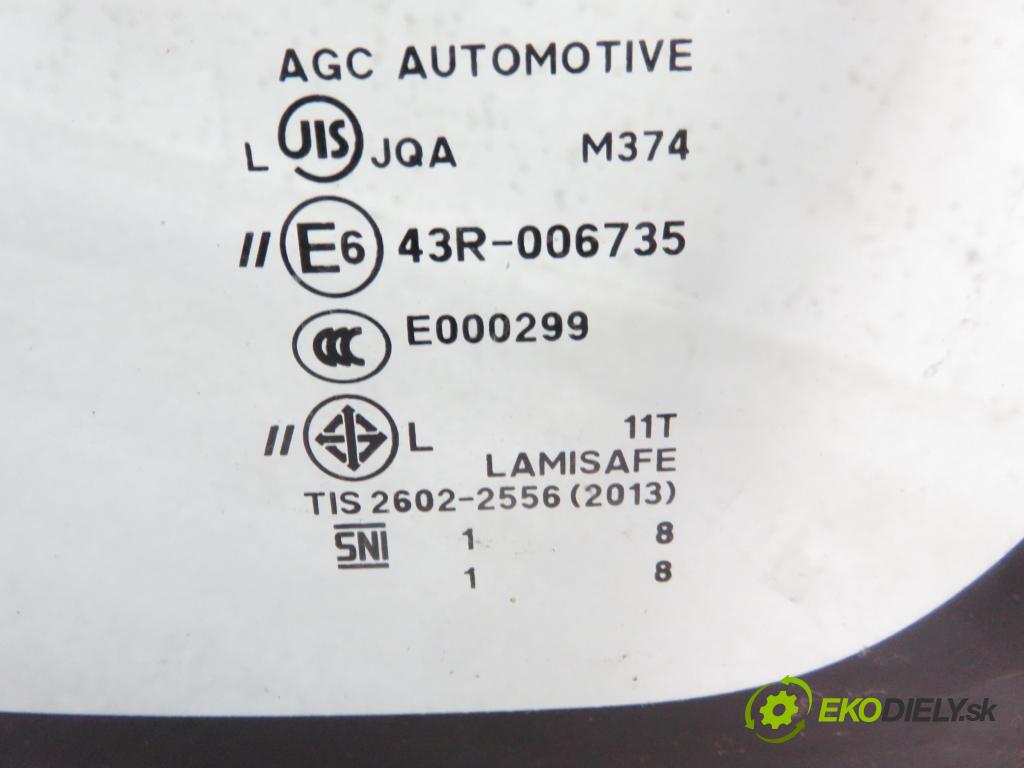 AGC AUTOMOTIVE
L JIS JQA M374
// E6 43R-006735
CCC E000299
// L 11T
LAMISAFE
TIS 2602-2556 (2013)
SNI 1 8
1 8
EKODIELY.sk